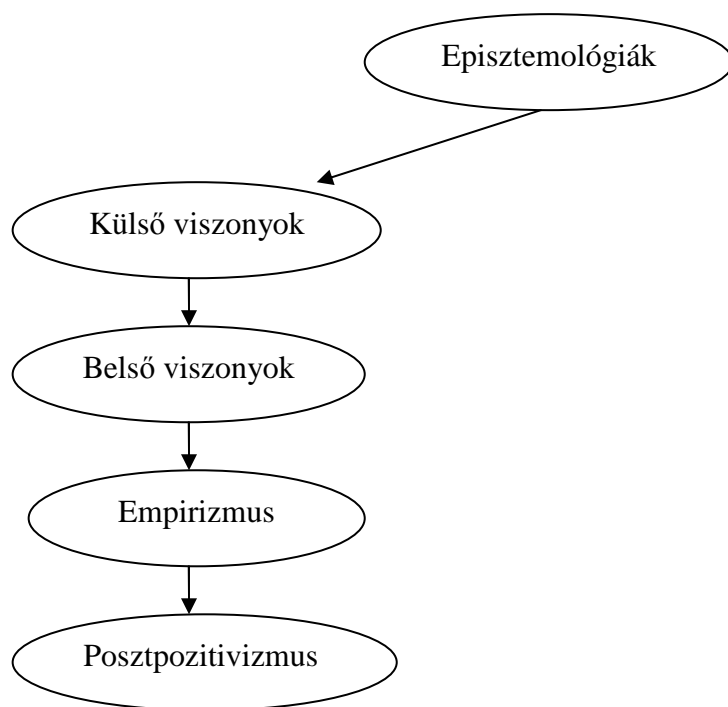 Episztemológiák
Külső viszonyok
Belső viszonyok
Empirizmus
Posztpozitivizmus